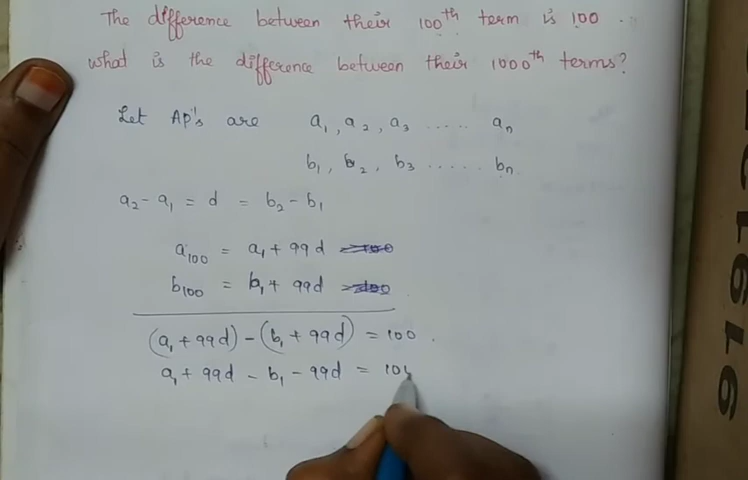 The difference between their 100th term is 100.
what is the difference between their 1000th terms?
Let AP's are a1, a2, a3 ..... an
b1, b2, b3 ..... bn
a2 - a1 = d = b2 - b1
a100 = a1 + 99d
b100 = b1 + 99d
(a1 + 99d) - (b1 + 99d) = 100.
a1 + 99d - b1 - 99d = 10
9191